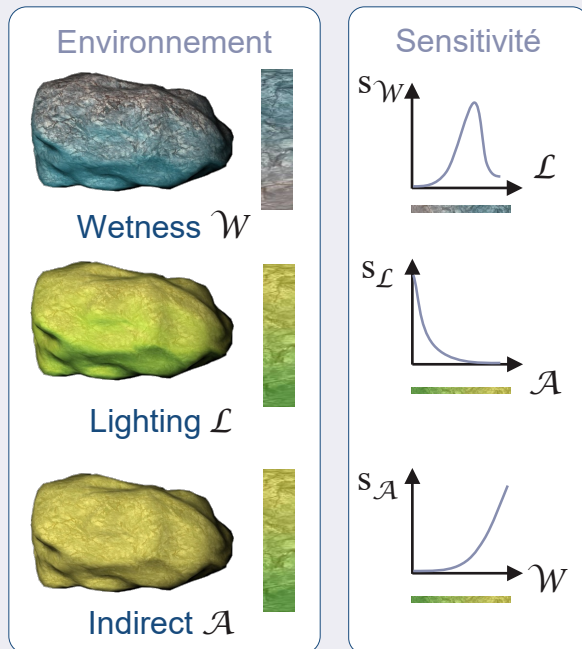 Environnement
Wetness 𝒲
Lighting ℒ
Indirect 𝒜
Sensitivité
s𝒲
ℒ
sℒ
𝒜
s𝒜
𝒲